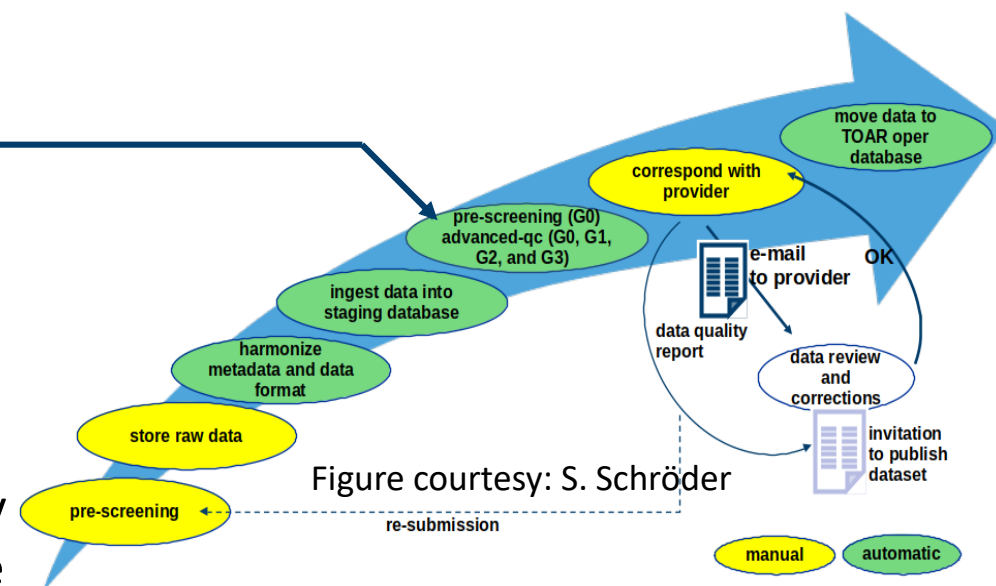 move data to
TOAR oper
database
correspond with
provider
pre-screening (G0)
advanced-qc (G0, G1,
G2, and G3)
e-mail
to provider
OK
ingest data into
staging database
data quality
report
harmonize
metadata and data
format
data review
and
corrections
store raw data
invitation
to publish
dataset
Figure courtesy: S. Schröder
pre-screening
re-submission
manual
automatic